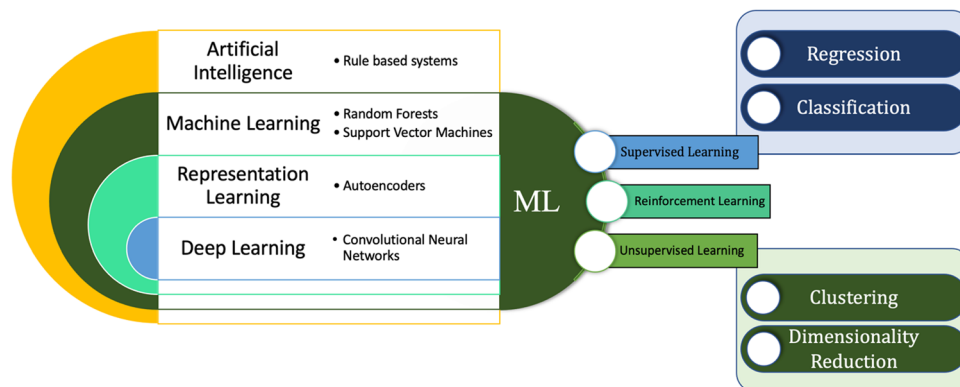 Artificial
Intelligence
• Rule based systems
Machine Learning
• Random Forests
• Support Vector Machines
Representation
Learning
• Autoencoders
Deep Learning
• Convolutional Neural
Networks
ML
Supervised Learning
Reinforcement Learning
Unsupervised Learning
Regression
Classification
Clustering
Dimensionality
Reduction